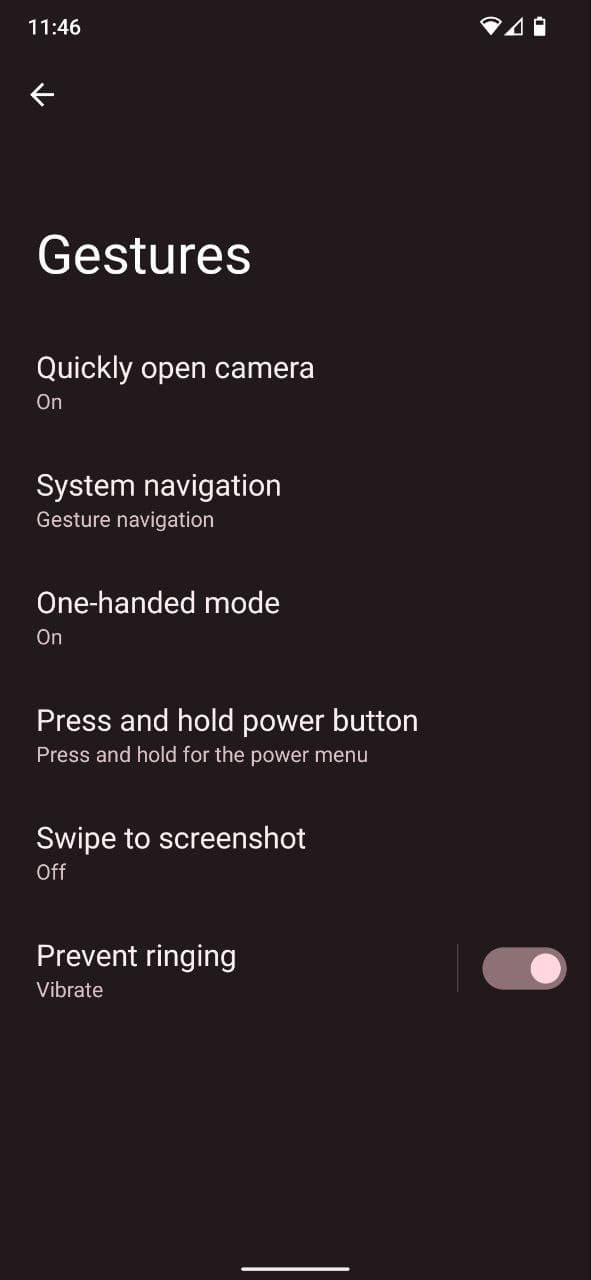 11:46
Gestures
Quickly open camera
On
System navigation
Gesture navigation
One-handed mode
On
Press and hold power button
Press and hold for the power menu
Swipe to screenshot
Off
Prevent ringing
Vibrate